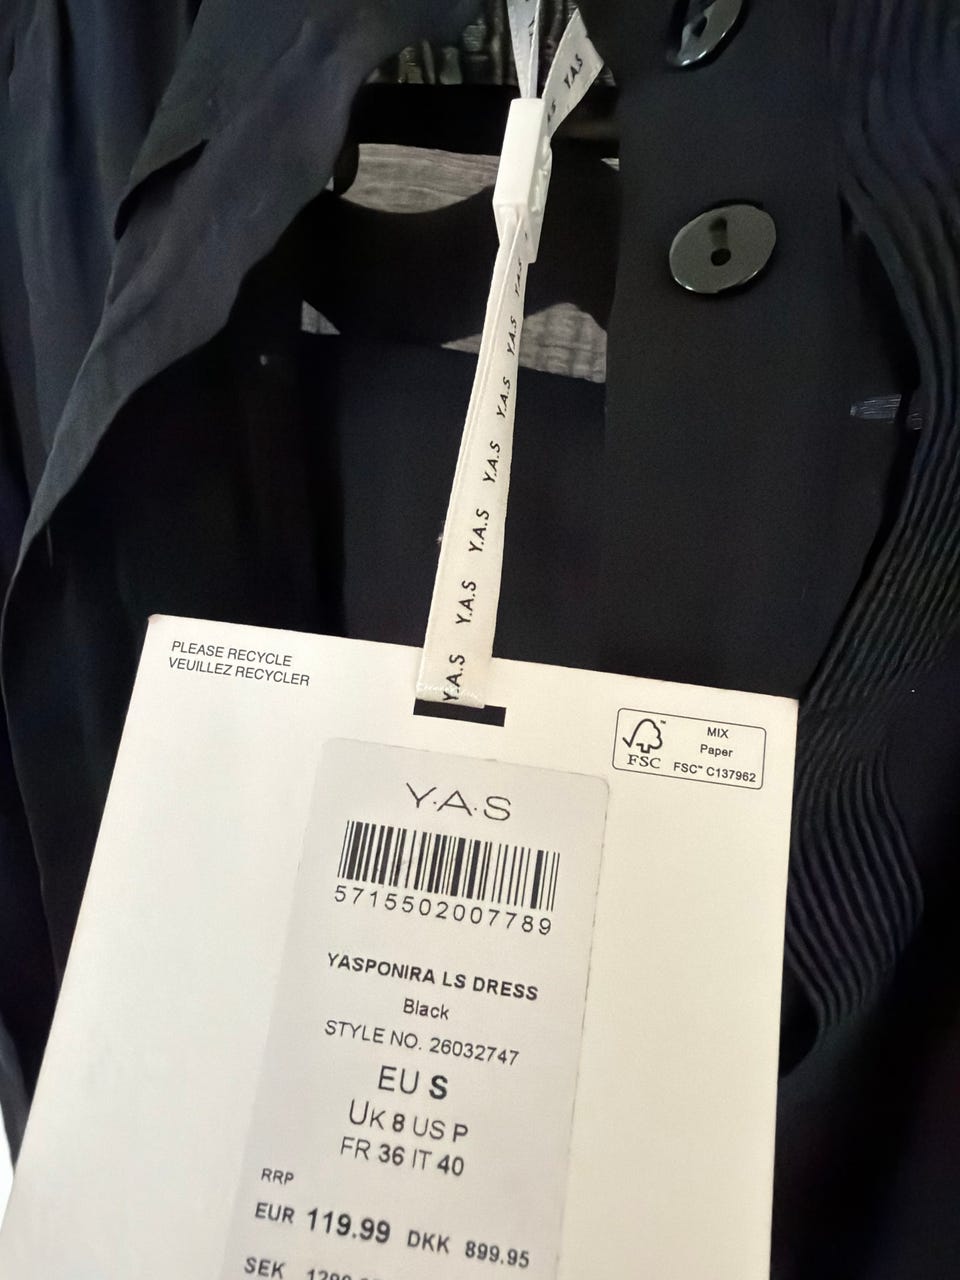 Y.A.S
Y.A.S
Y.A.S
Y.A.S
Y.A.S
Y.A.S
Y.A.S
Y.A.S
PLEASE RECYCLE
VEUILLEZ RECYCLER
MIX
Paper
FSC™ C137962
FSC
Y.A.S
5715502007789
YASPONIRA LS DRESS
Black
STYLE NO. 26032747
EU S
UK 8 US P
FR 36 IT 40
RRP
EUR 119.99 DKK 899.95
SEK